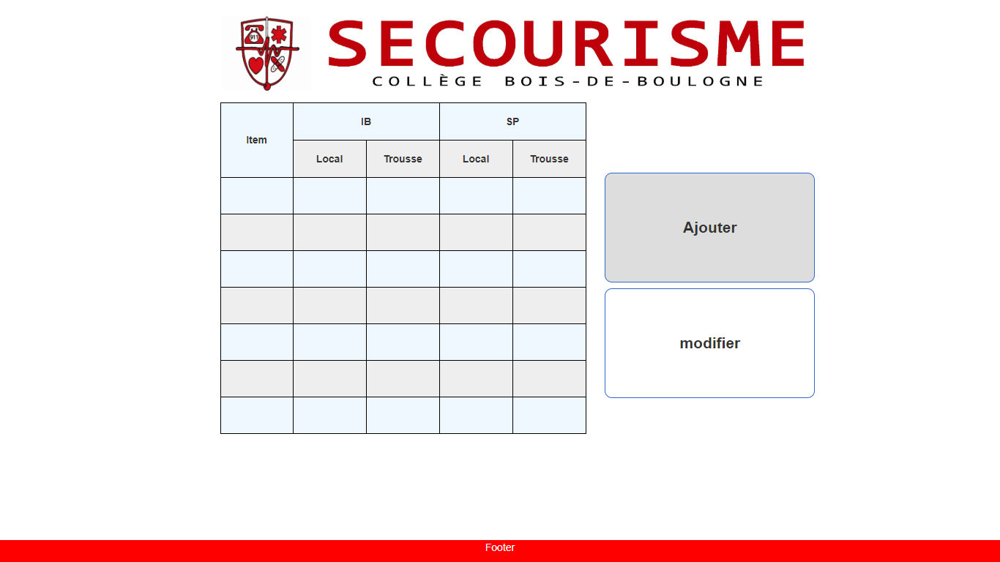 911
SECOURISME
COLLÈGE BOIS-DE-BOULOGNE
Item
IB
SP
Local
Trousse
Local
Trousse
Ajouter
modifier
Footer